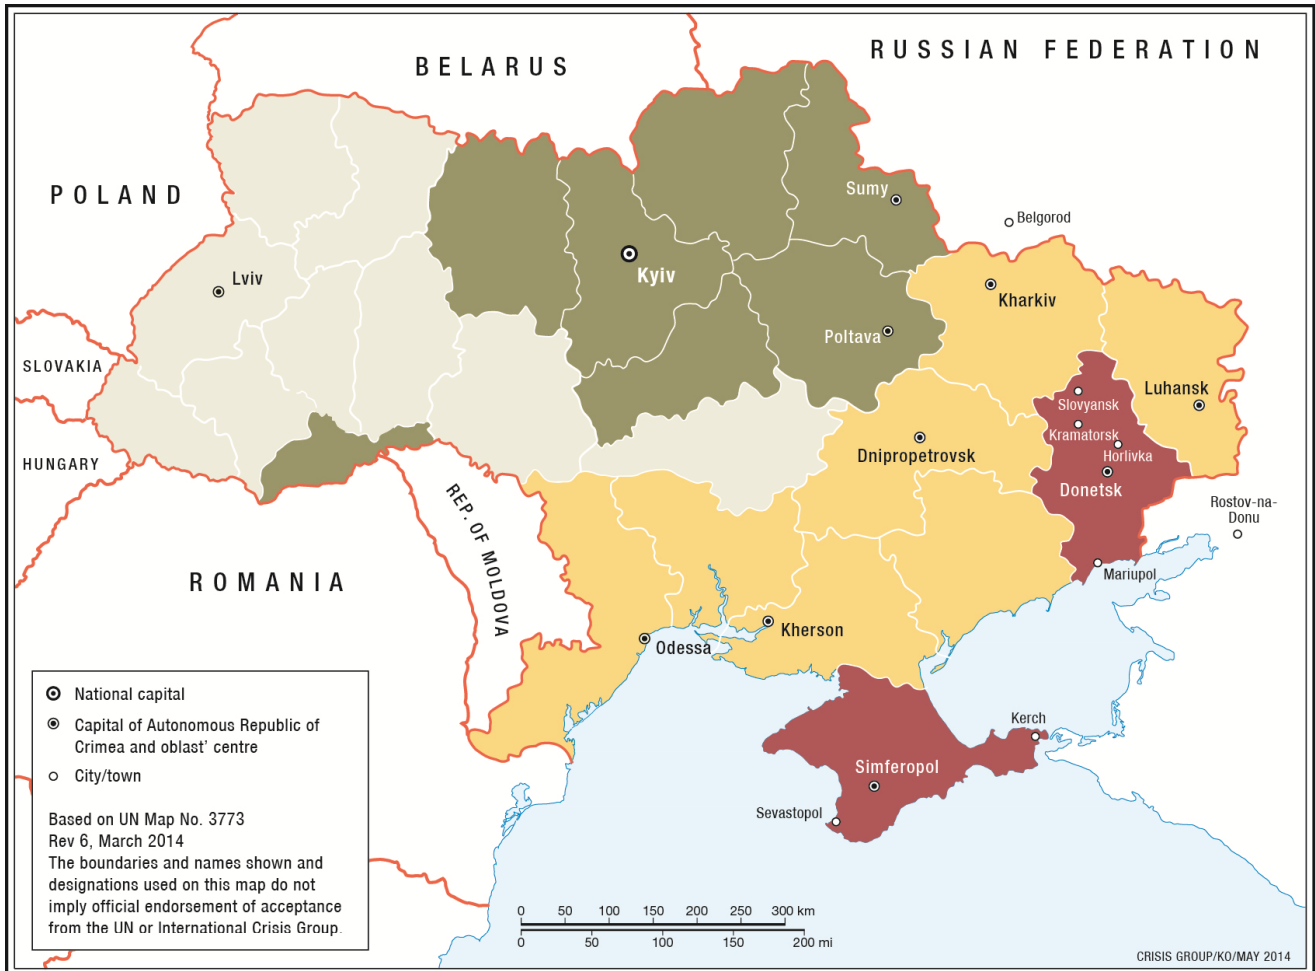 BELARUS
RUSSIAN FEDERATION
POLAND
Sumy
Belgorod
Kyiv
Lviv
Kharkiv
Poltava
SLOVAKIA
Luhansk
Slovyansk
Kramatorsk
Dnipropetrovsk
Horlivka
HUNGARY
Donetsk
REP. OF MOLDOVA
Rostov-na-
Donu
ROMANIA
Mariupol
Kherson
Odessa
Kerch
Simferopol
Sevastopol
National capital
Capital of Autonomous Republic of
Crimea and oblast’ centre
City/town
Based on UN Map No. 3773
Rev 6, March 2014
The boundaries and names shown and
designations used on this map do not
imply official endorsement of acceptance
from the UN or International Crisis Group.
0 50 100 150 200 250 300 km
0 50 100 150 200 mi
CRISIS GROUP/KO/MAY 2014